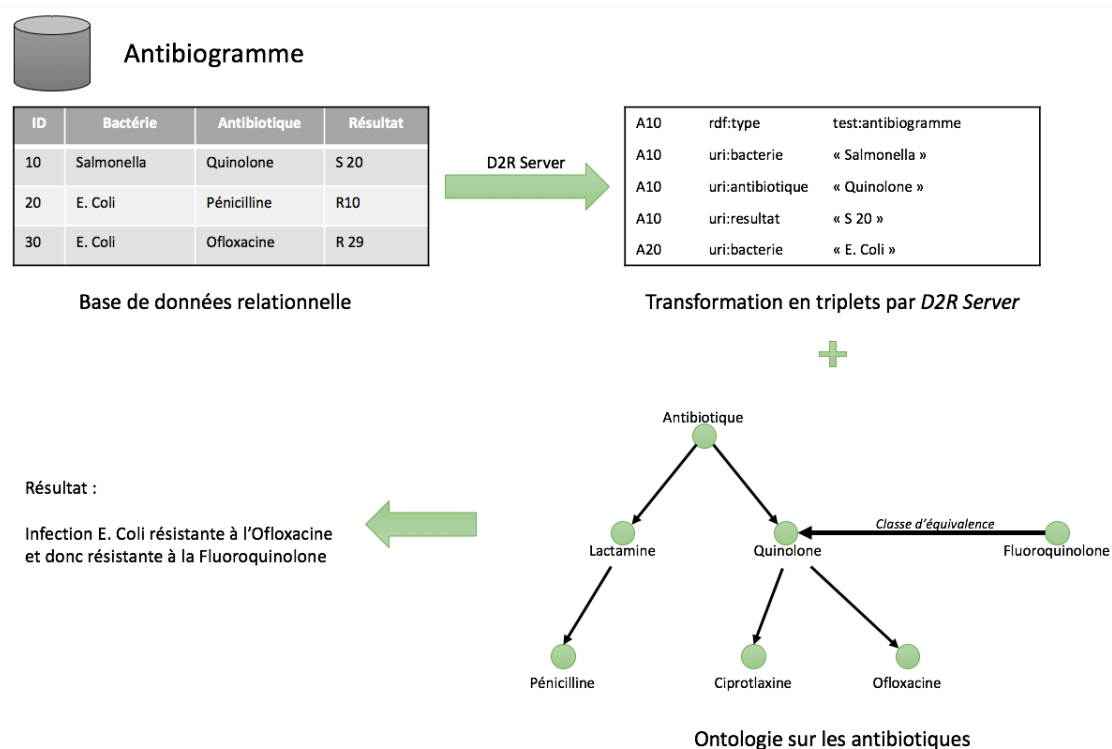 Antibiogramme
ID Bactérie Antibiotique Résultat
10 Salmonella Quinolone S 20
20 E. Coli Pénicilline R10
30 E. Coli Ofloxacine R 29
Base de données relationnelle
D2R Server
A10 rdf:type test:antibiogramme
A10 uri:bacterie « Salmonella »
A10 uri:antibiotique « Quinolone »
A10 uri:resultat « S 20 »
A20 uri:bacterie « E. Coli »
Transformation en triplets par D2R Server
Antibiotique
Classe d’équivalence
Lactamine
Quinolone
Fluoroquinolone
Pénicilline
Ciprotlaxine
Ofloxacine
Ontologie sur les antibiotiques
Résultat :
Infection E. Coli résistante à l’Ofloxacine
et donc résistante à la Fluoroquinolone